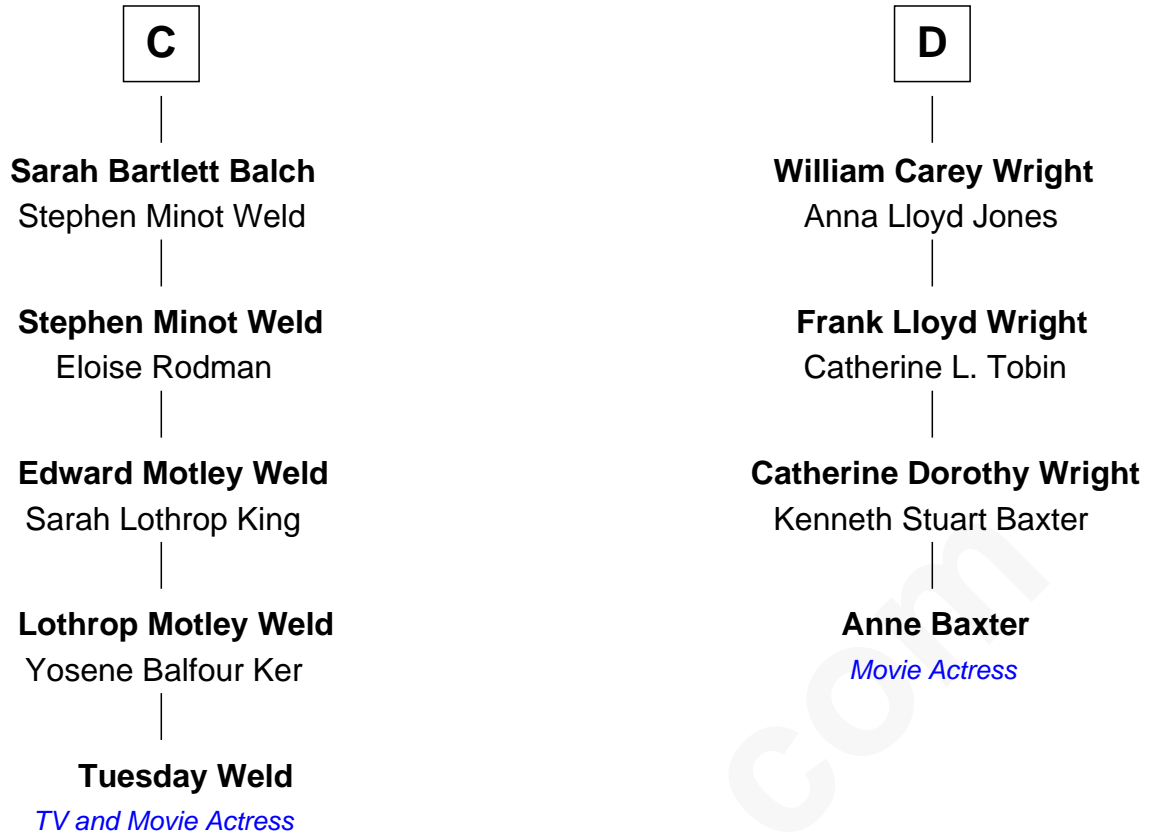 C
Sarah Bartlett Balch
Stephen Minot Weld
Stephen Minot Weld
Eloise Rodman
Edward Motley Weld
Sarah Lothrop King
Lothrop Motley Weld
Yosene Balfour Ker
Tuesday Weld
TV and Movie Actress
D
William Carey Wright
Anna Lloyd Jones
Frank Lloyd Wright
Catherine L. Tobin
Catherine Dorothy Wright
Kenneth Stuart Baxter
Anne Baxter
Movie Actress
com